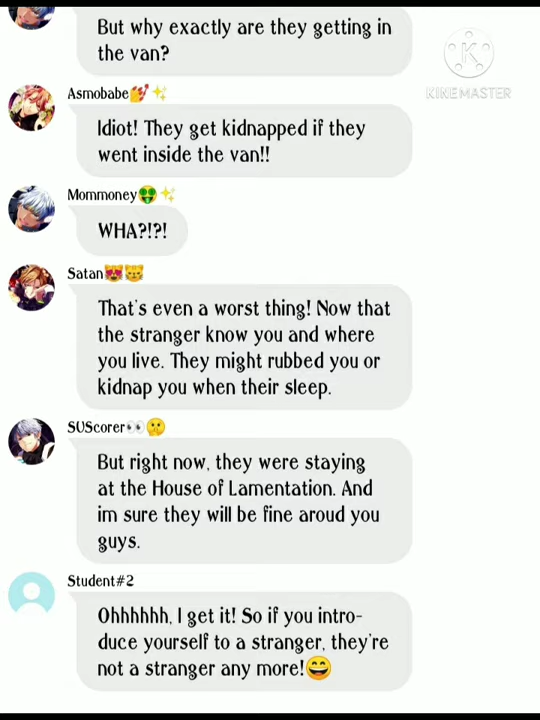 But why exactly are they getting in
the van?
KINEMASTER
Asmobabe💅✨
Idiot! They get kidnapped if they
went inside the van!!
Mommoney🤑✨
WHA?!?!
Satan😻😸
That's even a worst thing! Now that
the stranger know you and where
you live. They might rubbed you or
kidnap you when their sleep.
SUScorer👀🤫
But right now, they were staying
at the House of Lamentation. And
im sure they will be fine aroud you
guys.
Student#2
Ohhhhhh, I get it! So if you intro-
duce yourself to a stranger, they're
not a stranger any more!😄